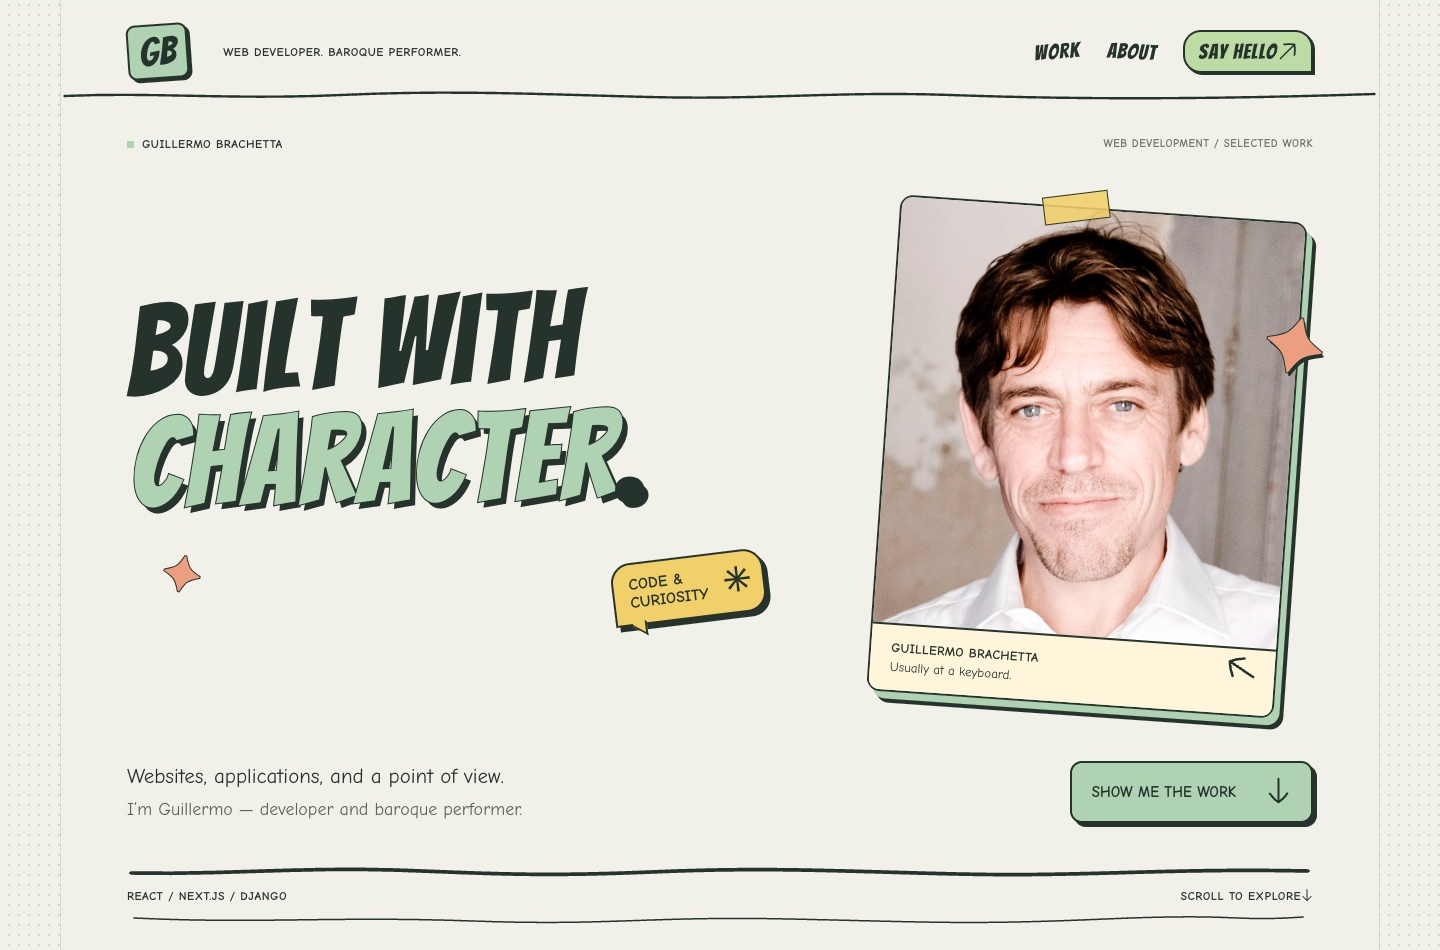 GB
WEB DEVELOPER. BAROQUE PERFORMER.
WORK
ABOUT
SAY HELLO
GUILLERMO BRACHETTA
WEB DEVELOPMENT / SELECTED WORK
BUILT WITH
CHARACTER.
CODE &
CURIOSITY
GUILLERMO BRACHETTA
Usually at a keyboard.
Websites, applications, and a point of view.
I'm Guillermo — developer and baroque performer.
SHOW ME THE WORK
REACT / NEXT.JS / DJANGO
SCROLL TO EXPLORE